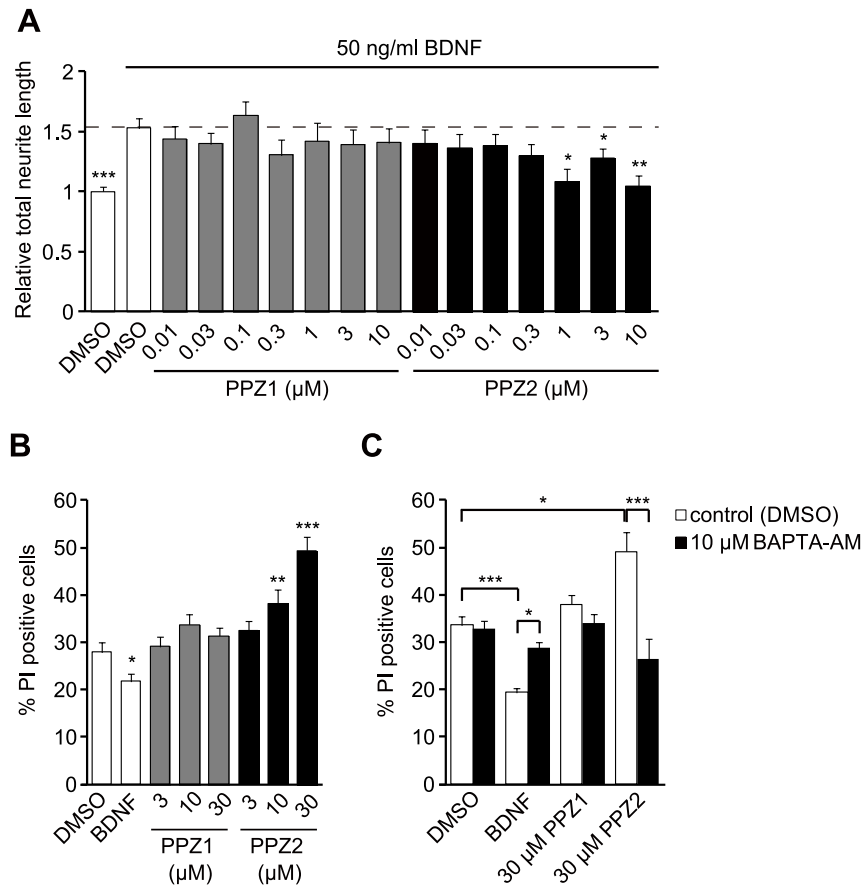 A
50 ng/ml BDNF
Relative total neurite length
2
1.5
1
0.5
0
***
*
*
**
DMSO DMSO 0.01 0.03 0.1 0.3 1 3 10 0.01 0.03 0.1 0.3 1 3 10
PPZ1 (µM) PPZ2 (µM)
B
% PI positive cells
60
50
40
30
20
10
0
*
**
***
DMSO BDNF 3 10 30 3 10 30
PPZ1 PPZ2
(µM) (µM)
C
% PI positive cells
60
50
40
30
20
10
0
* ***
***
*
control (DMSO)
10 µM BAPTA-AM
DMSO BDNF 30 µM PPZ1 30 µM PPZ2